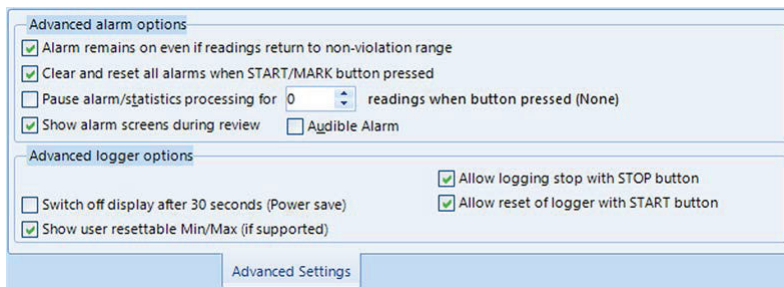 Advanced alarm options
Alarm remains on even if readings return to non-violation range
Clear and reset all alarms when START/MARK button pressed
Pause alarm/statistics processing for 0 readings when button pressed (None)
Show alarm screens during review Audible Alarm
Advanced logger options
Allow logging stop with STOP button
Switch off display after 30 seconds (Power save) Allow reset of logger with START button
Show user resettable Min/Max (if supported)
Advanced Settings